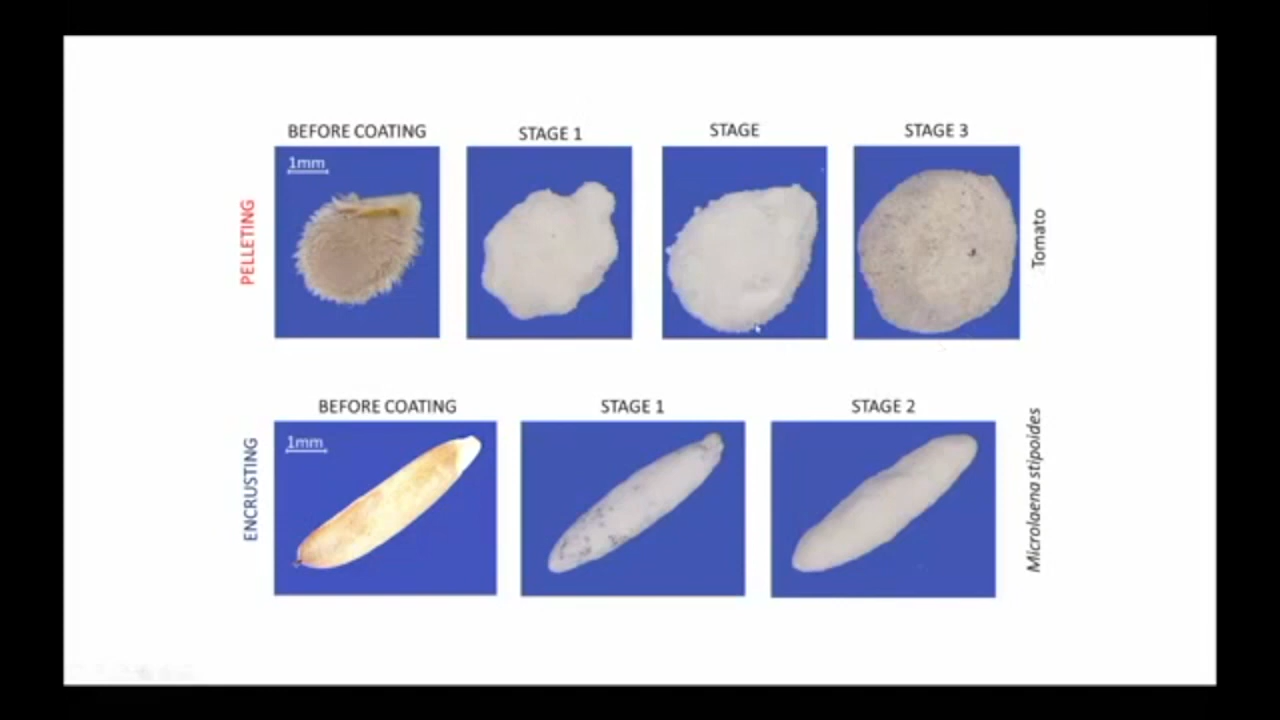 BEFORE COATING
STAGE 1
STAGE
STAGE 3
1mm
PELLETING
Tomato
BEFORE COATING
STAGE 1
STAGE 2
1mm
ENCRUSTING
Microlaena stipoides